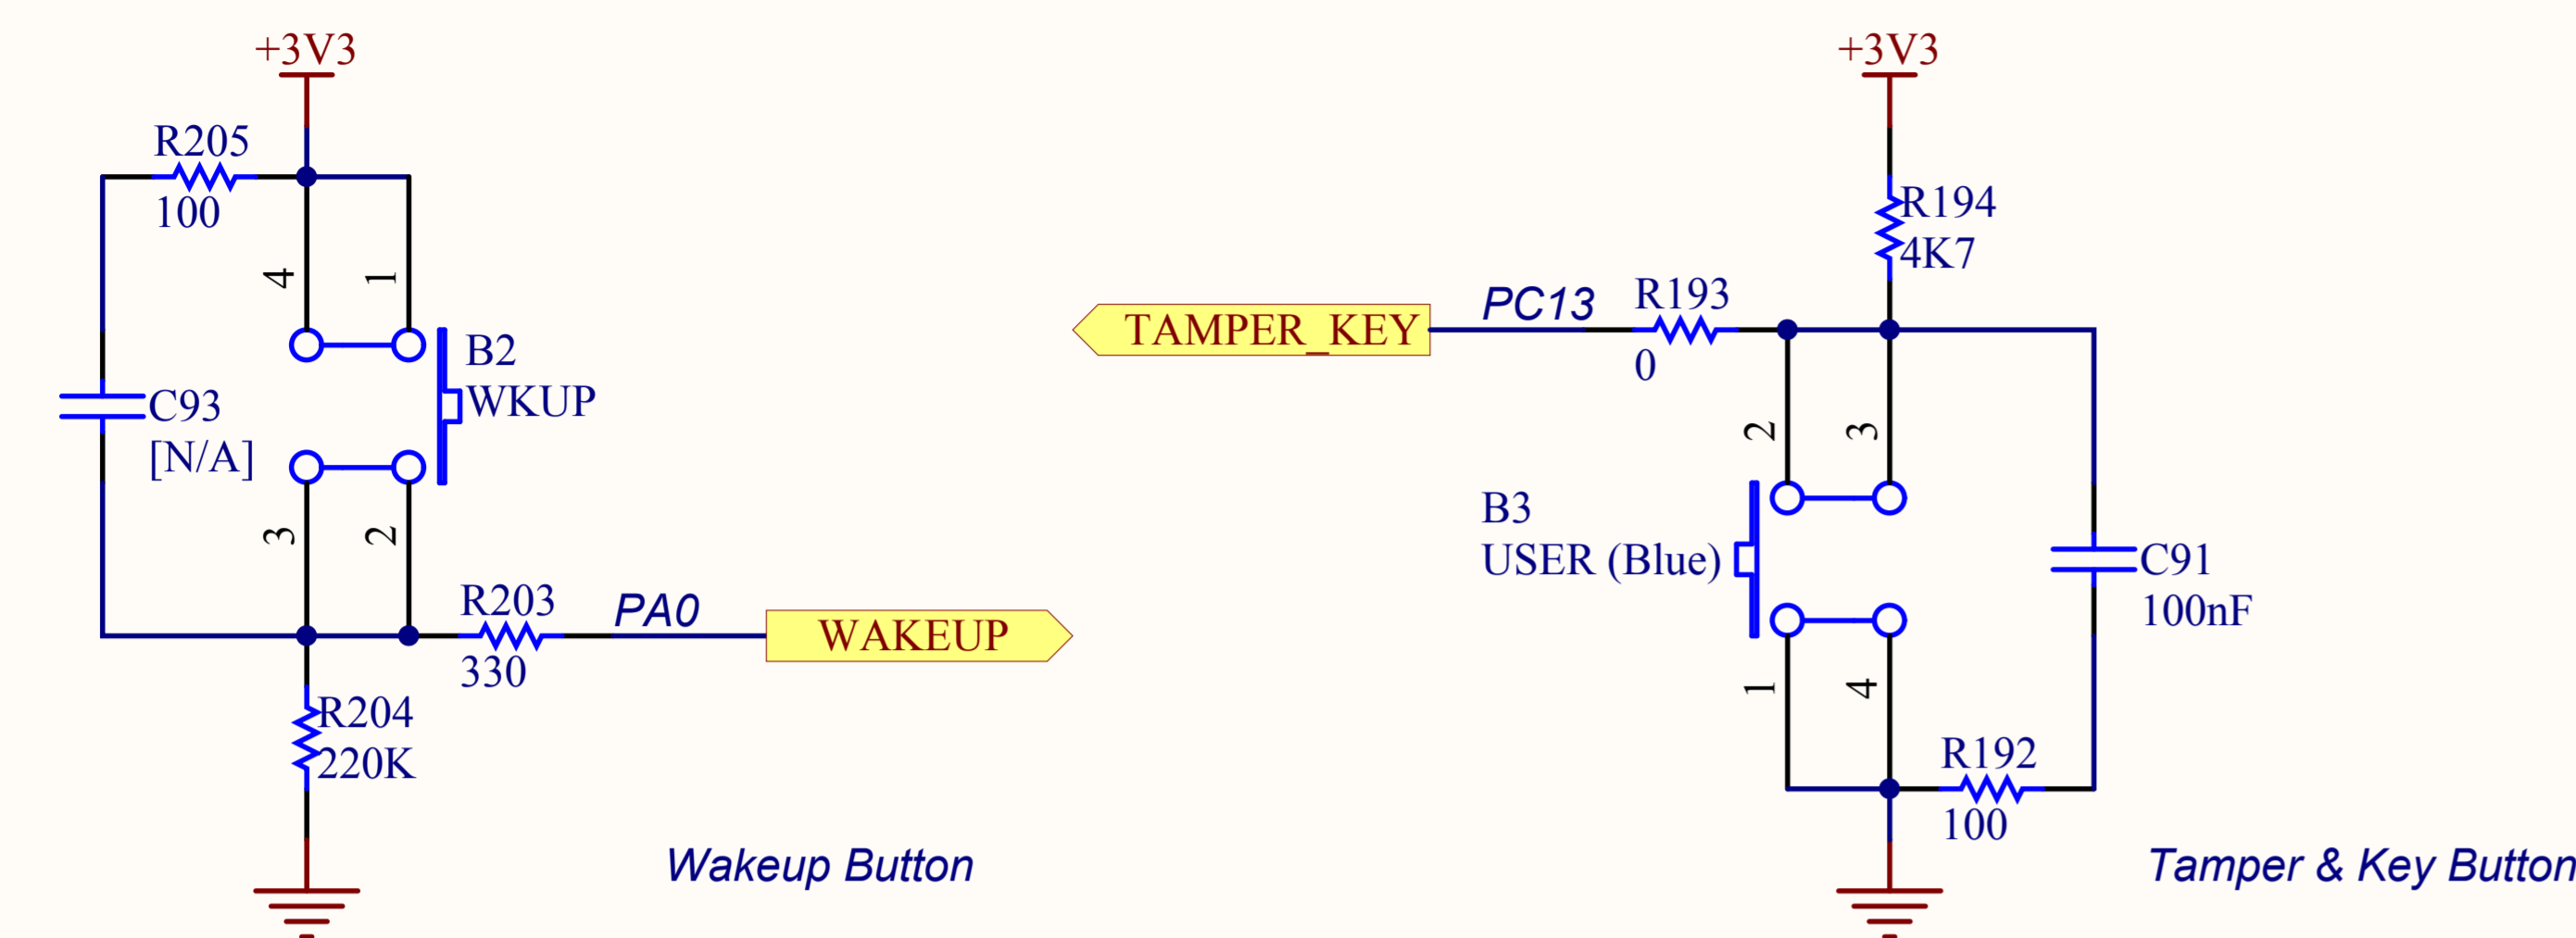 +3V3
R205
100
4
1
B2
WKUP
C93
[N/A]
3
2
R203
330
PA0
WAKEUP
R204
220K
Wakeup Button
+3V3
R194
4K7
TAMPER_KEY
PC13
R193
0
2
3
B3
USER (Blue)
C91
100nF
1
4
R192
100
Tamper & Key Button